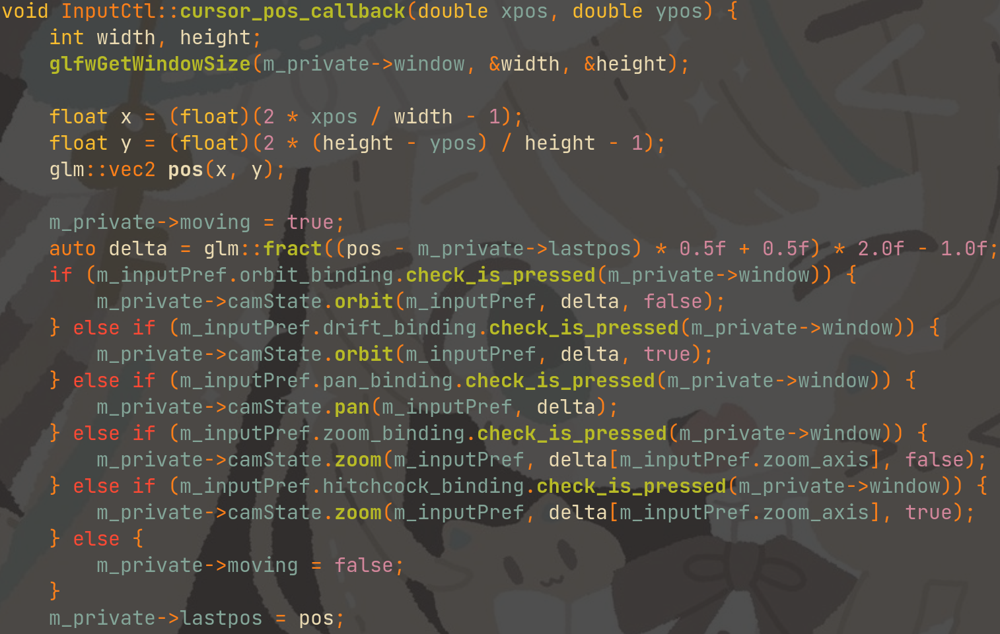 void InputCtl::cursor_pos_callback(double xpos, double ypos) {
    int width, height;
    glfwGetWindowSize(m_private->window, &width, &height);

    float x = (float)(2 * xpos / width - 1);
    float y = (float)(2 * (height - ypos) / height - 1);
    glm::vec2 pos(x, y);

    m_private->moving = true;
    auto delta = glm::fract((pos - m_private->lastpos) * 0.5f + 0.5f) * 2.0f - 1.0f;
    if (m_inputPref.orbit_binding.check_is_pressed(m_private->window)) {
        m_private->camState.orbit(m_inputPref, delta, false);
    } else if (m_inputPref.drift_binding.check_is_pressed(m_private->window)) {
        m_private->camState.orbit(m_inputPref, delta, true);
    } else if (m_inputPref.pan_binding.check_is_pressed(m_private->window)) {
        m_private->camState.pan(m_inputPref, delta);
    } else if (m_inputPref.zoom_binding.check_is_pressed(m_private->window)) {
        m_private->camState.zoom(m_inputPref, delta[m_inputPref.zoom_axis], false);
    } else if (m_inputPref.hitchcock_binding.check_is_pressed(m_private->window)) {
        m_private->camState.zoom(m_inputPref, delta[m_inputPref.zoom_axis], true);
    } else {
        m_private->moving = false;
    }
    m_private->lastpos = pos;